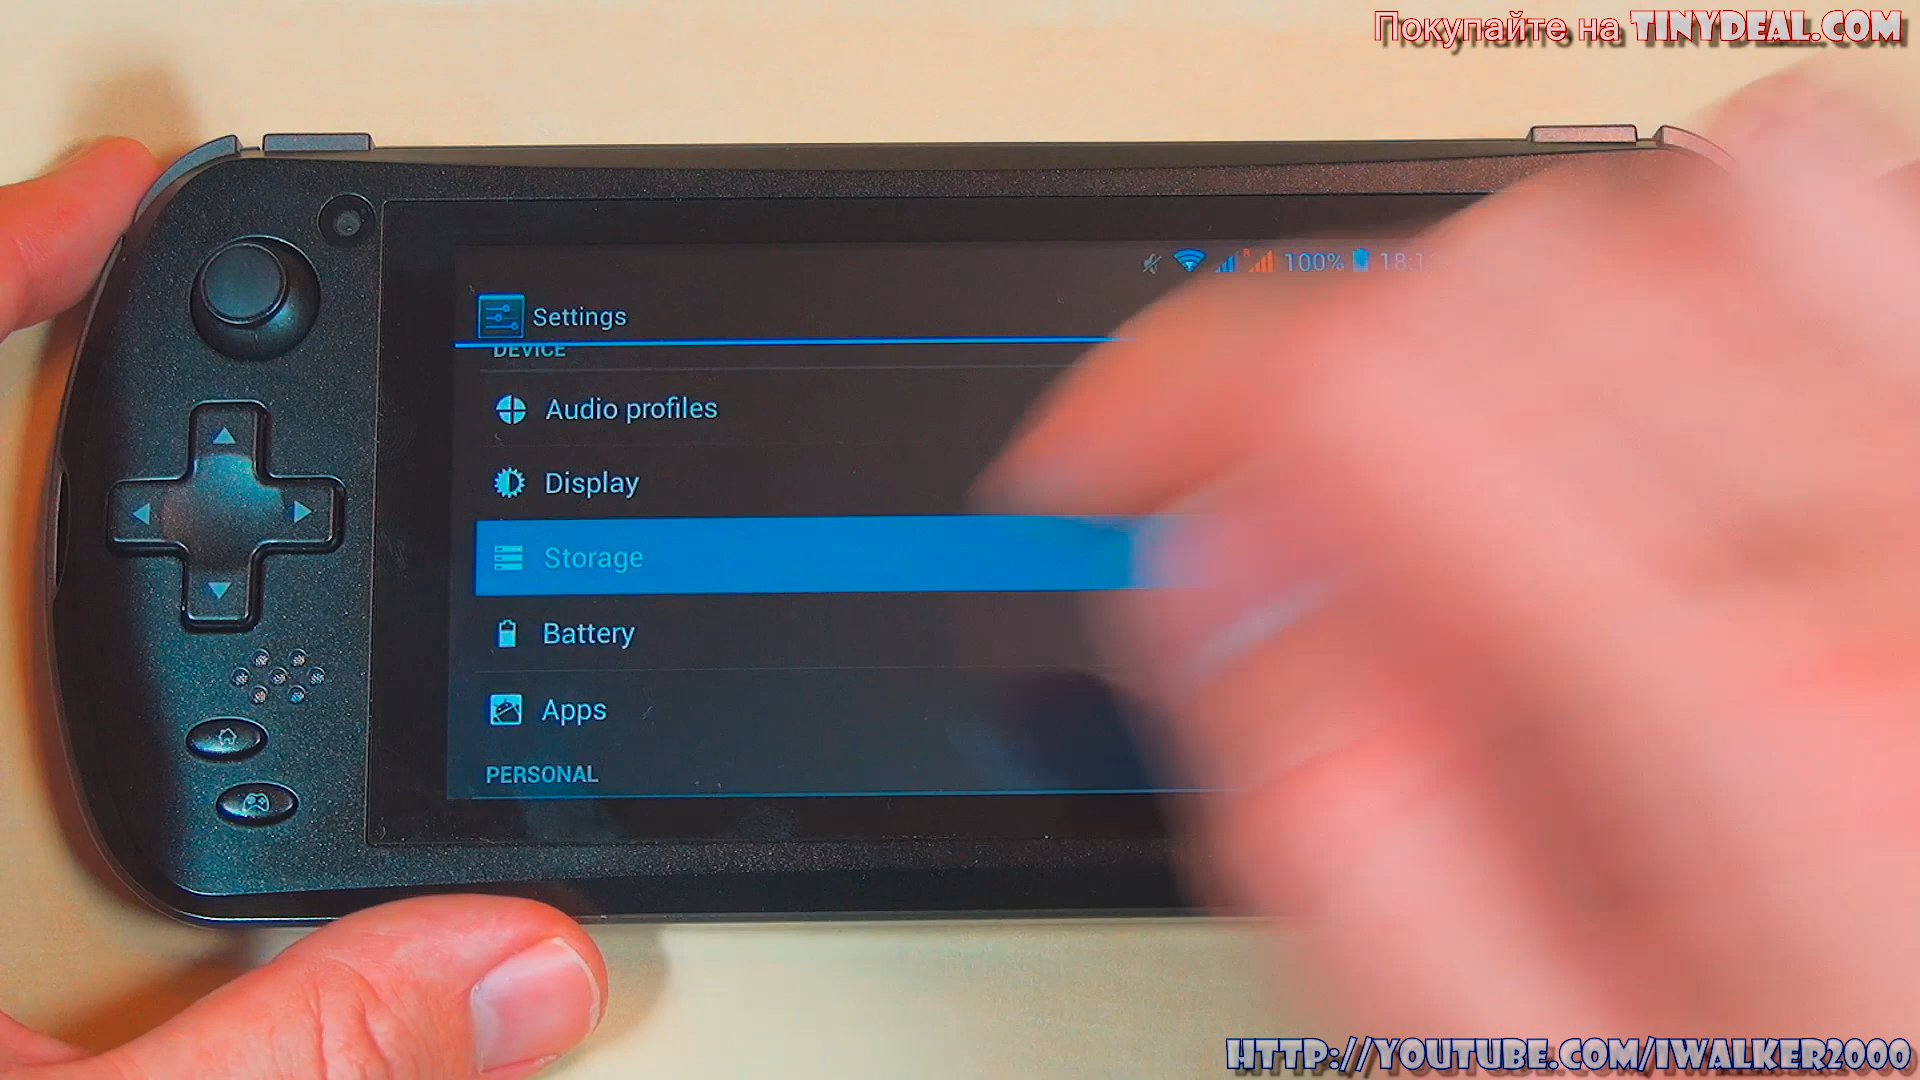 Покупайте на TINYDEAL.COM
100%
Settings
DEVICE
Audio profiles
Display
Storage
Battery
Apps
PERSONAL
HTTP://YOUTUBE.COM/IWALKER2000